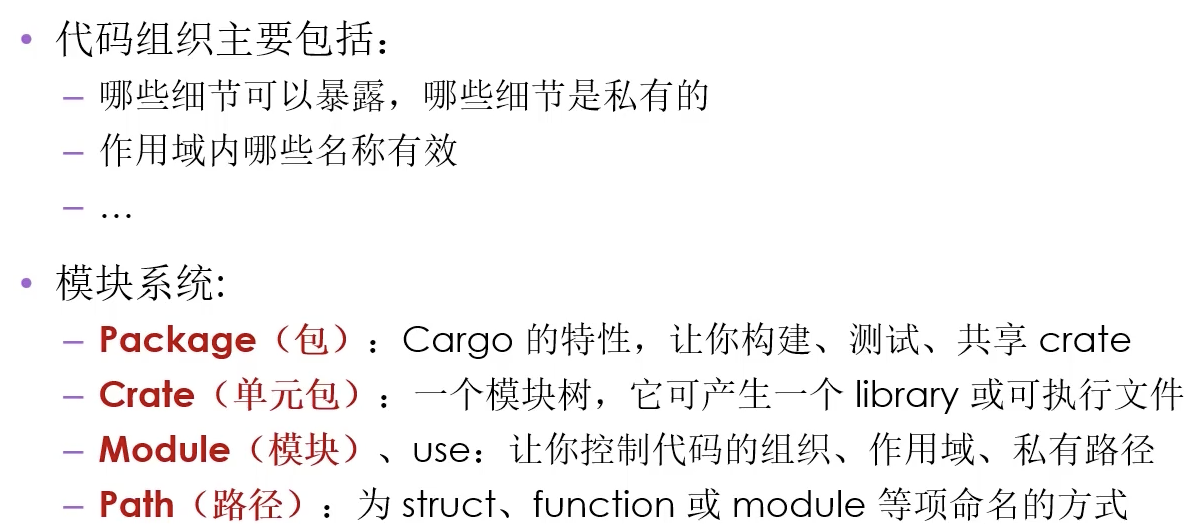 • 代码组织主要包括：
– 哪些细节可以暴露，哪些细节是私有的
– 作用域内哪些名称有效
– …
• 模块系统:
– Package（包）：Cargo 的特性，让你构建、测试、共享 crate
– Crate（单元包）：一个模块树，它可产生一个 library 或可执行文件
– Module（模块）、use：让你控制代码的组织、作用域、私有路径
– Path（路径）：为 struct、function 或 module 等项命名的方式